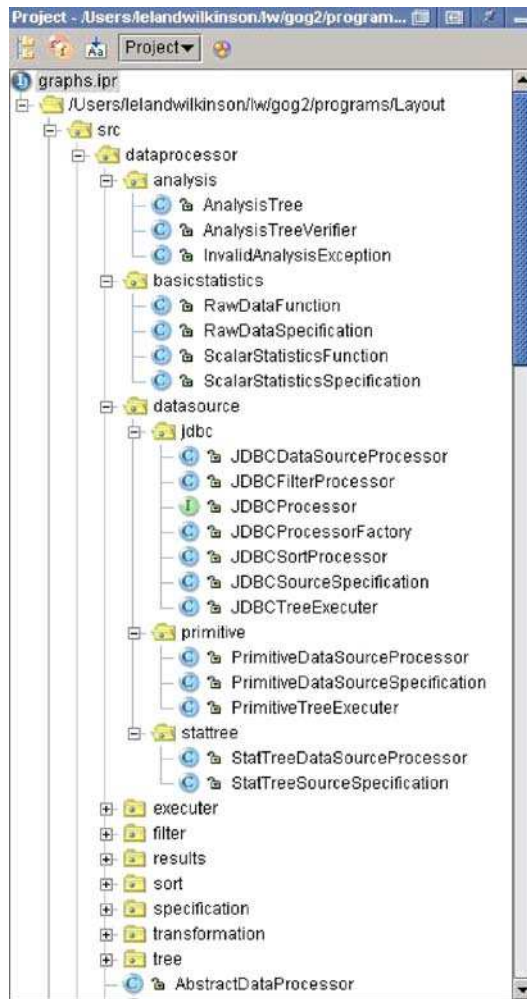 Project - /Users/lelandwilkinson/lw/gog2/program...
Aa Project
graphs.ipr
/Users/lelandwilkinson/lw/gog2/programs/Layout
src
dataprocessor
analysis
C AnalysisTree
C AnalysisTreeVerifier
C InvalidAnalysisException
basicstatistics
C RawDataFunction
C RawDataSpecification
C ScalarStatisticsFunction
C ScalarStatisticsSpecification
datasource
jdbc
C JDBCDataSourceProcessor
C JDBCFilterProcessor
I JDBCProcessor
C JDBCProcessorFactory
C JDBCSortProcessor
C JDBCSourceSpecification
C JDBCTreeExecuter
primitive
C PrimitiveDataSourceProcessor
C PrimitiveDataSourceSpecification
C PrimitiveTreeExecuter
stattree
C StatTreeDataSourceProcessor
C StatTreeSourceSpecification
executer
filter
results
sort
specification
transformation
tree
C AbstractDataProcessor